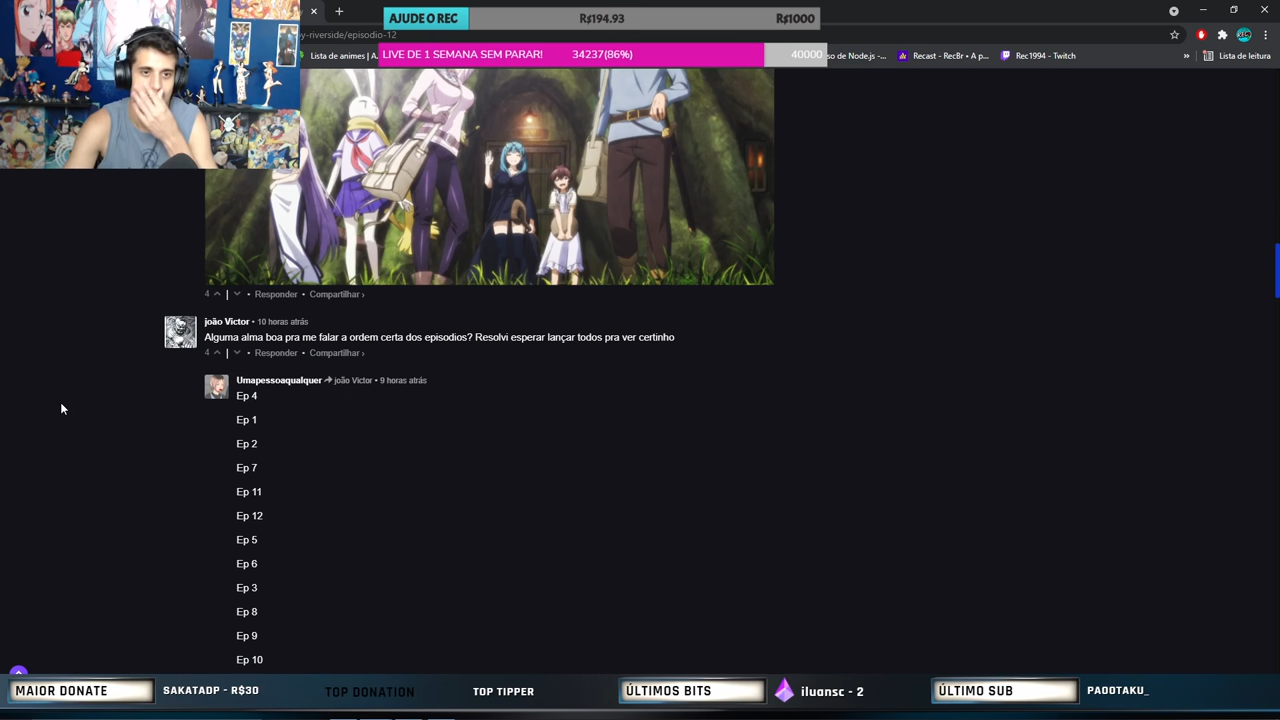 AJUDE O REC
R$194.93
R$1000
y-riverside/episodio-12
LIVE DE 1 SEMANA SEM PARAR! 34237(86%) 40000
Lista de animes | A.
so de Node.js -...
Recast - Rec8r • A p...
Rec1994 - Twitch
»
Lista de leitura
4 | • Responder • Compartilhar ›
joão Victor • 10 horas atrás
Alguma alma boa pra me falar a ordem certa dos episodios? Resolvi esperar lançar todos pra ver certinho
4 | • Responder • Compartilhar ›
Umapessoaqualquer joão Victor • 9 horas atrás
Ep 4
Ep 1
Ep 2
Ep 7
Ep 11
Ep 12
Ep 5
Ep 6
Ep 3
Ep 8
Ep 9
Ep 10
MAIOR DONATE
SAKATADP - R$30
TOP DONATION
TOP TIPPER
ÚLTIMOS BITS
iluansc - 2
ÚLTIMO SUB
PAOOTAKU_